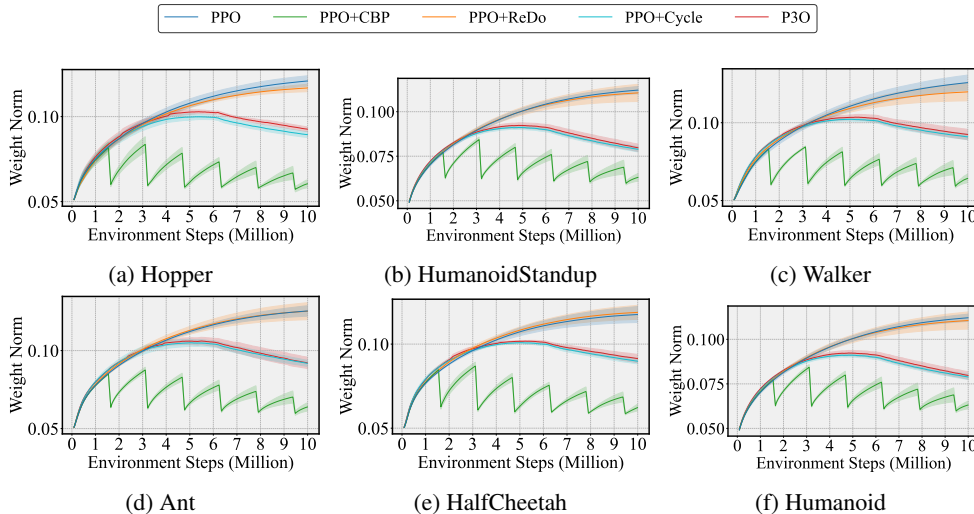 PPO PPO+CBP PPO+ReDo PPO+Cycle P3O
Weight Norm
0.10
0.05
0 1 2 3 4 5 6 7 8 9 10
Environment Steps (Million)
(a) Hopper
Weight Norm
0.100
0.075
0.050
0 1 2 3 4 5 6 7 8 9 10
Environment Steps (Million)
(b) HumanoidStandup
Weight Norm
0.10
0.05
0 1 2 3 4 5 6 7 8 9 10
Environment Steps (Million)
(c) Walker
Weight Norm
0.10
0.05
0 1 2 3 4 5 6 7 8 9 10
Environment Steps (Million)
(d) Ant
Weight Norm
0.10
0.05
0 1 2 3 4 5 6 7 8 9 10
Environment Steps (Million)
(e) HalfCheetah
Weight Norm
0.100
0.075
0.050
0 1 2 3 4 5 6 7 8 9 10
Environment Steps (Million)
(f) Humanoid